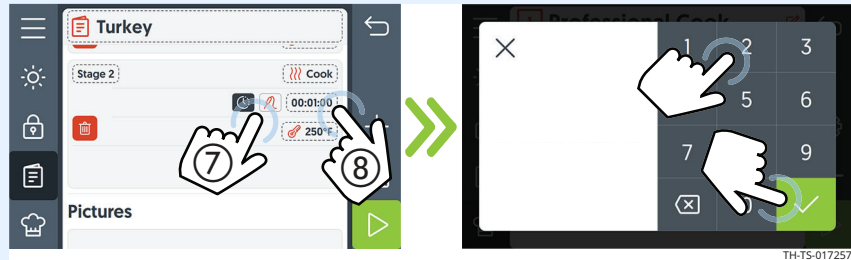 Turkey
Professional Cook
Stage 2
Cook
00:01:00
250°F
7
8
Pictures
1 2 3
5 6
7 9
0
TH-TS-017257